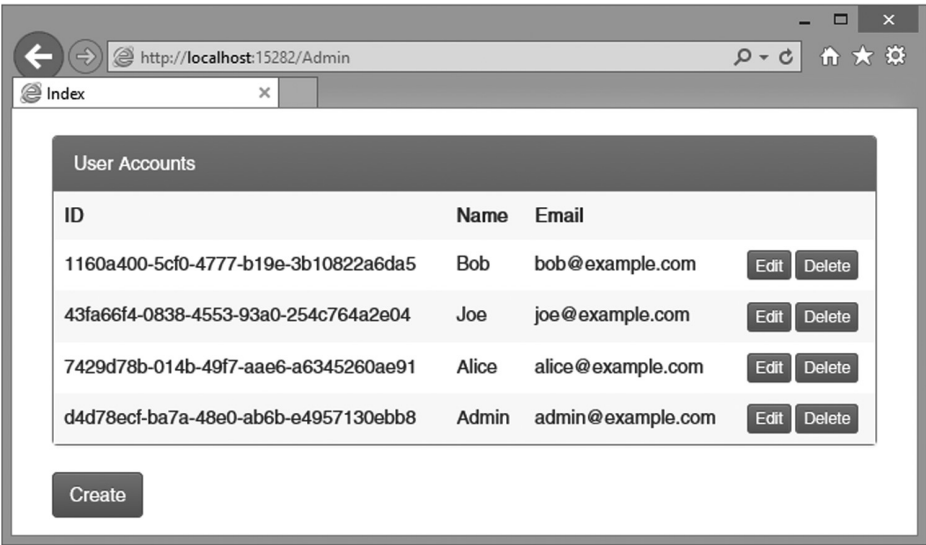 http://localhost:15282/Admin
Index
User Accounts
ID Name Email
1160a400-5cf0-4777-b19e-3b10822a6da5 Bob bob@example.com Edit Delete
43fa66f4-0838-4553-93a0-254c764a2e04 Joe joe@example.com Edit Delete
7429d78b-014b-49f7-aae6-a6345260ae91 Alice alice@example.com Edit Delete
d4d78ecf-ba7a-48e0-ab6b-e4957130ebb8 Admin admin@example.com Edit Delete
Create